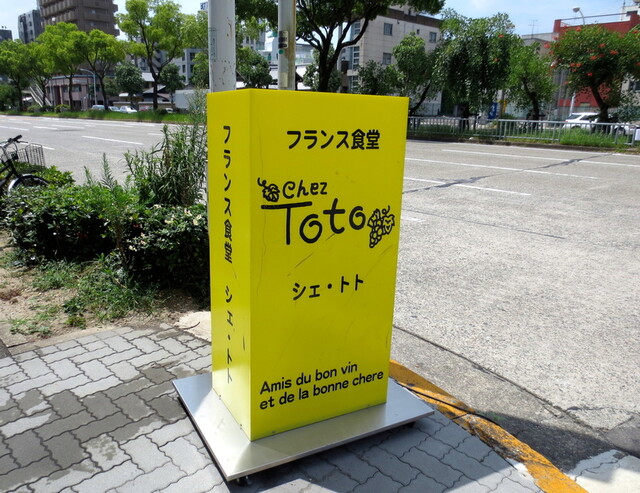 フランス食堂
Chez
Toto
シェ・トト
Amis du bon vin
et de la bonne chere
フランス食堂 シェ・トト